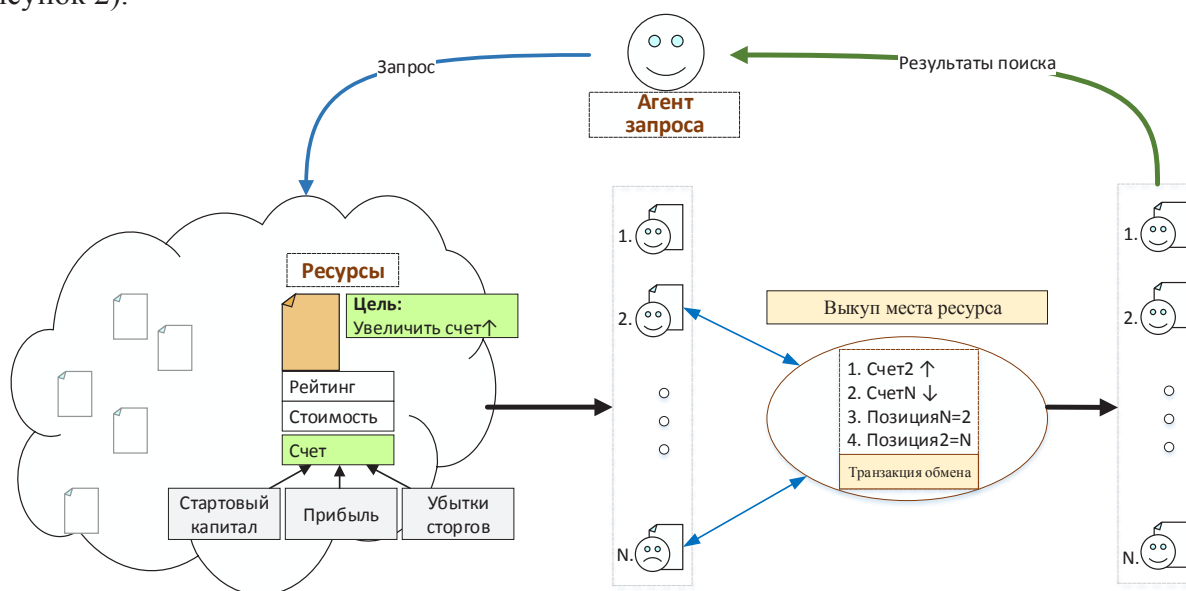 исунок 2).
Запрос
Результаты поиска
Агент
запроса
Ресурсы
Цель:
Увеличить счет↑
Рейтинг
Стоимость
Счет
Стартовый
капитал
Прибыль
Убытки
сторгов
1.
2.
N.
Выкуп места ресурса
1. Счет2 ↑
2. СчетN ↓
3. ПозицияN=2
4. Позиция2=N
Транзакция обмена
1.
2.
N.